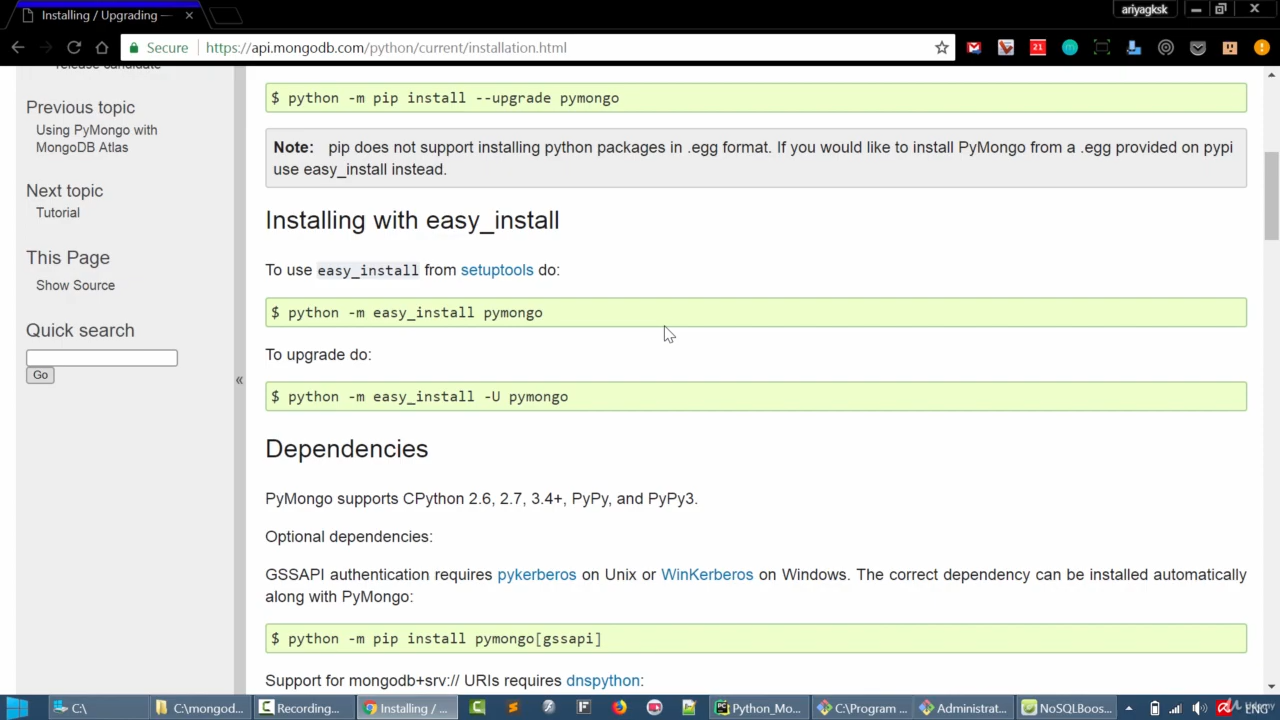 Installing / Upgrading —
ariyagksk
Secure
https://api.mongodb.com/python/current/installation.html
21
release candidate
Previous topic
Using PyMongo with
MongoDB Atlas
Next topic
Tutorial
This Page
Show Source
Quick search
Go
«
$ python -m pip install --upgrade pymongo
Note: pip does not support installing python packages in .egg format. If you would like to install PyMongo from a .egg provided on pypi
use easy_install instead.
Installing with easy_install
To use easy_install from setuptools do:
$ python -m easy_install pymongo
To upgrade do:
$ python -m easy_install -U pymongo
Dependencies
PyMongo supports CPython 2.6, 2.7, 3.4+, PyPy, and PyPy3.
Optional dependencies:
GSSAPI authentication requires pykerberos on Unix or WinKerberos on Windows. The correct dependency can be installed automatically
along with PyMongo:
$ python -m pip install pymongo[gssapi]
Support for mongodb+srv:// URIs requires dnspython:
C:\
C:\mongod...
Recording...
Installing / ...
Python_Mo...
C:\Program ...
Administrat...
NoSQLBoos...
ENG